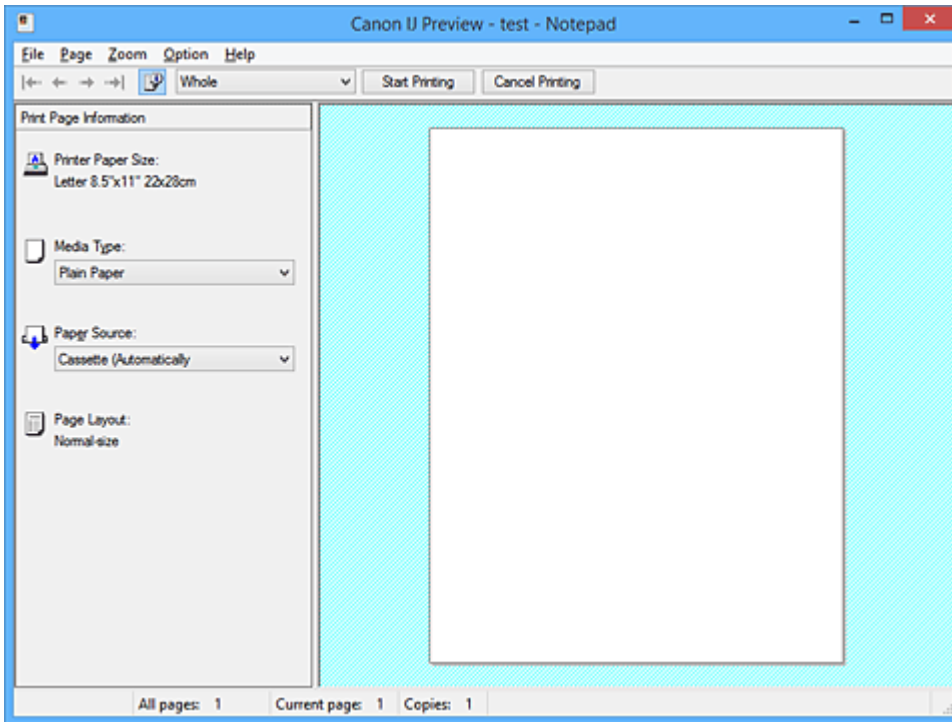 Canon IJ Preview - test - Notepad
File Page Zoom Option Help
Whole Start Printing Cancel Printing
Print Page Information
Printer Paper Size:
Letter 8.5"x11" 22x28cm
Media Type:
Plain Paper
Paper Source:
Cassette (Automatically
Page Layout:
Normal-size
All pages: 1 Current page: 1 Copies: 1